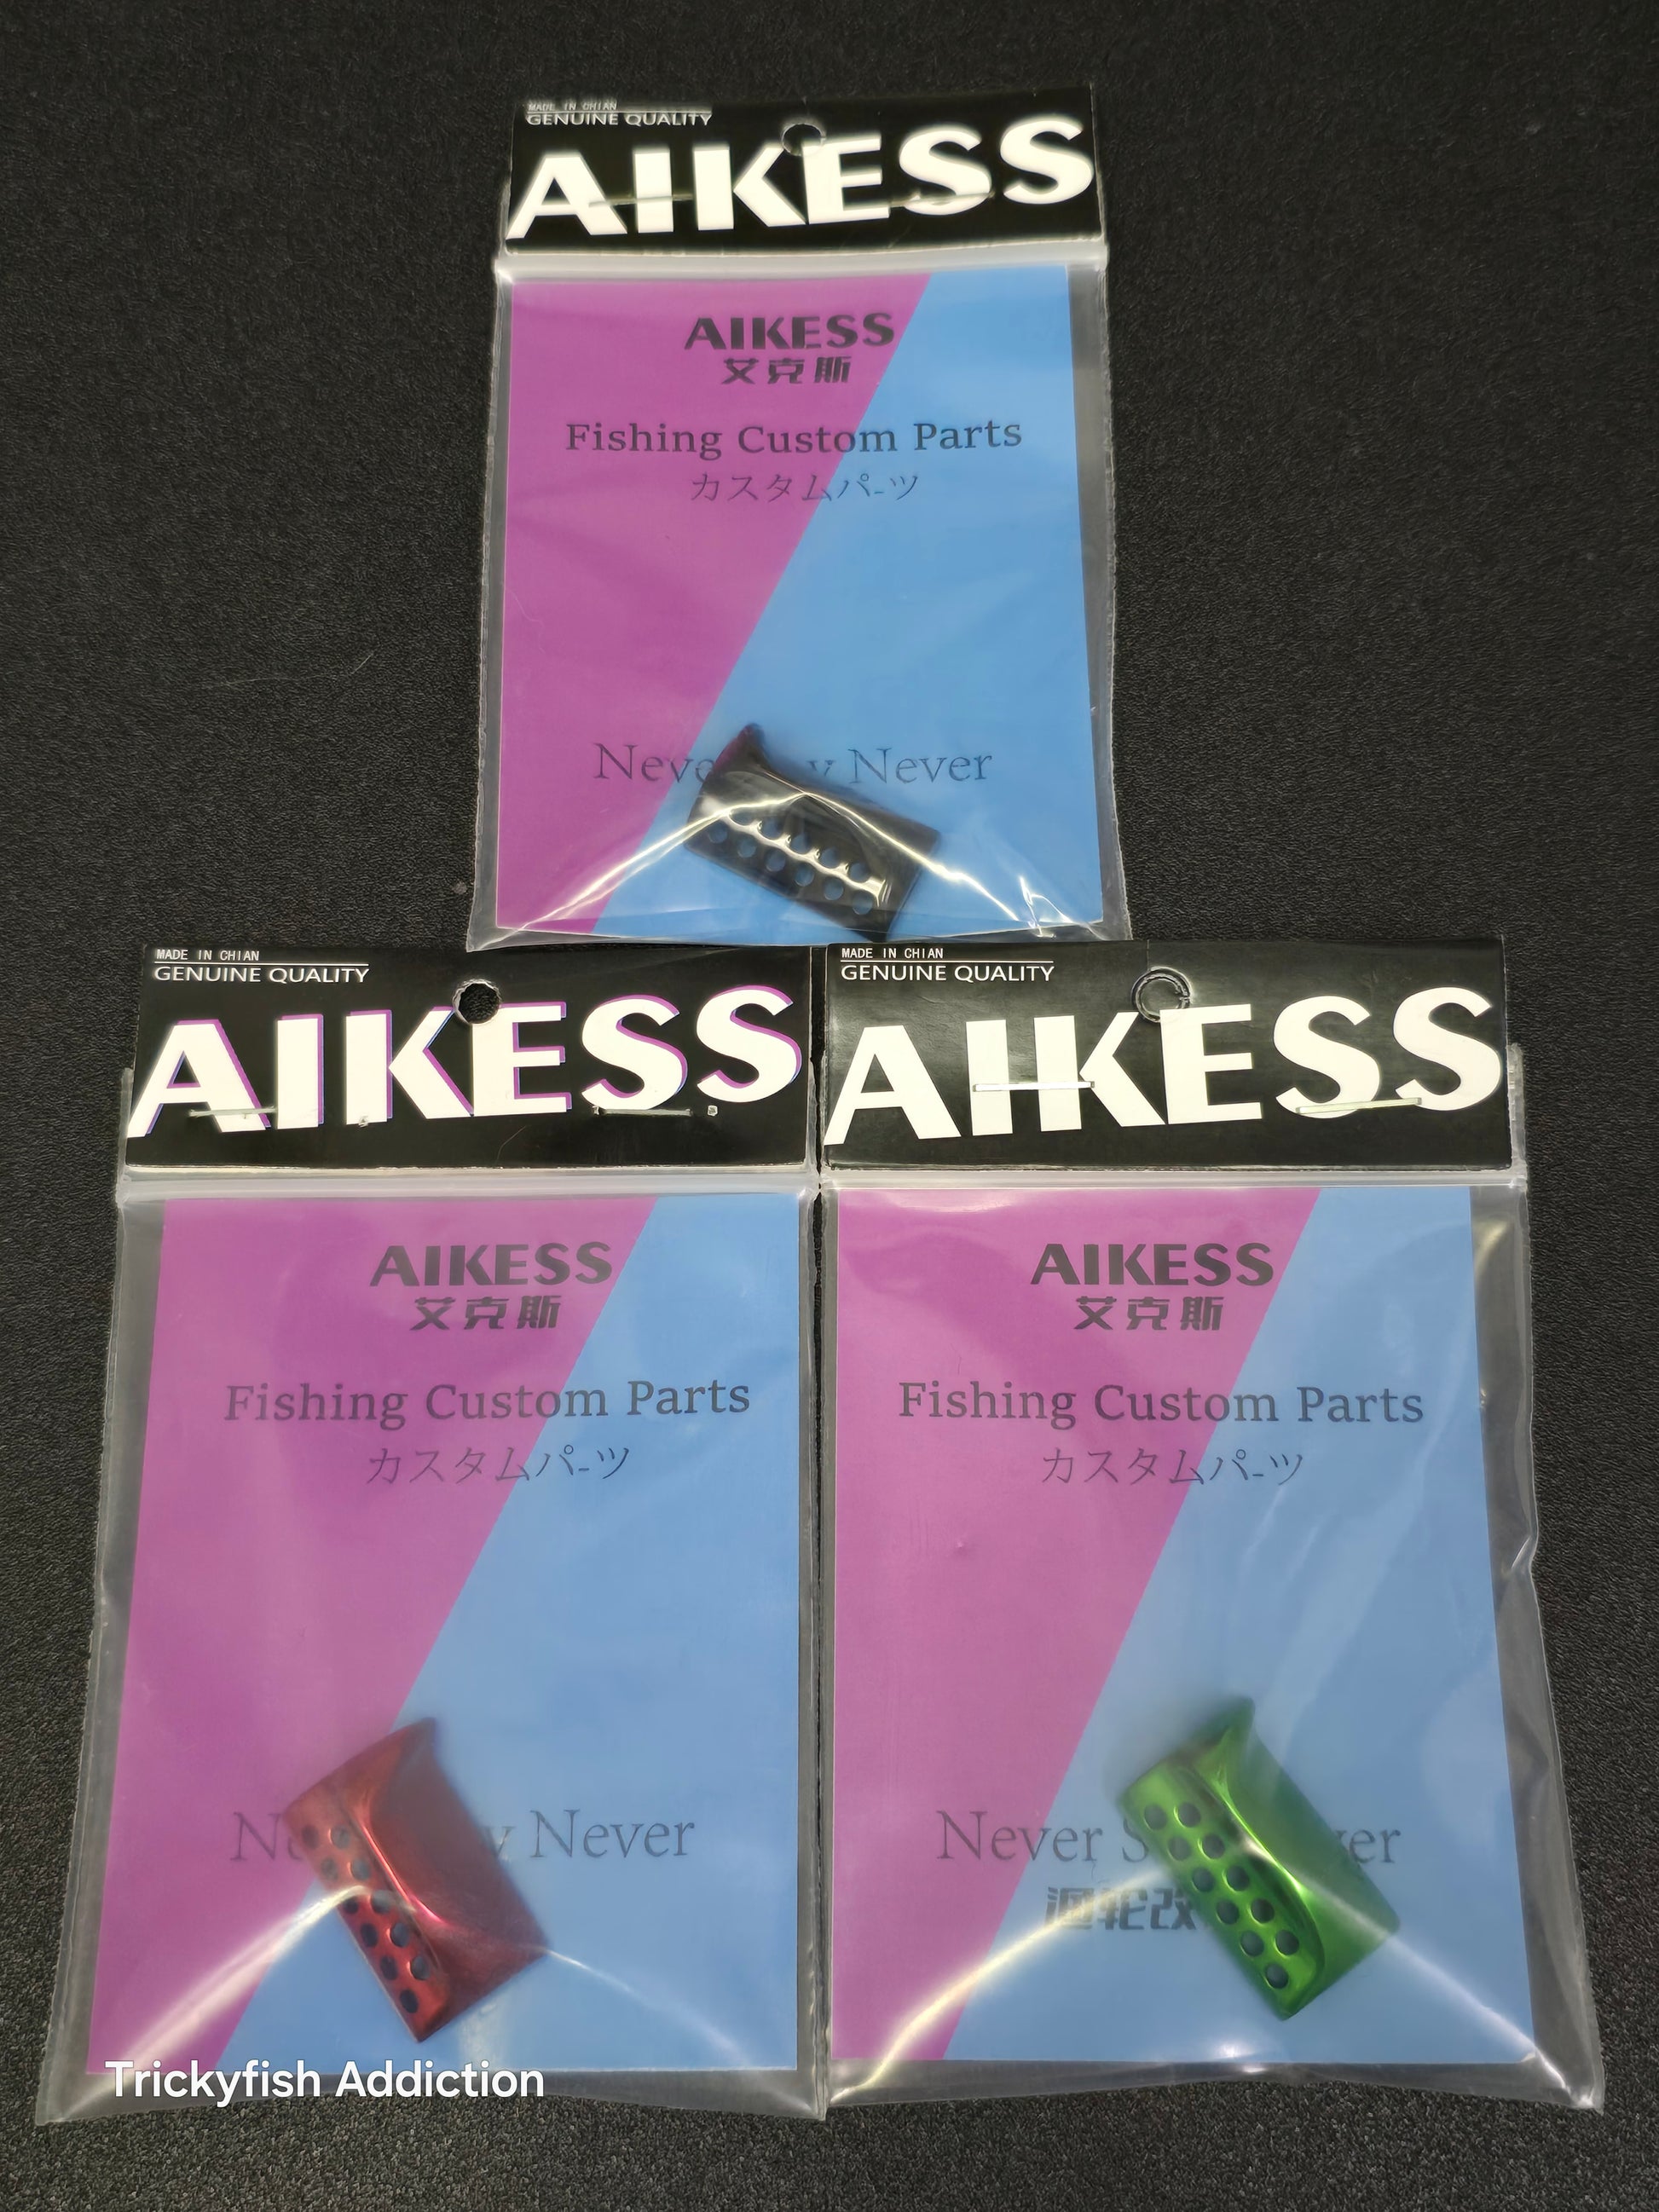 MADE IN CHIAN
GENUINE QUALITY
AIKESS
AIKESS
艾克斯
Fishing Custom Parts
カスタムパ-ツ
Never
MADE IN CHIAN
GENUINE QUALITY
AIKESS
AIKESS
艾克斯
Fishing Custom Parts
カスタムパ-ツ
Never
MADE IN CHIAN
GENUINE QUALITY
AIKESS
AIKESS
艾克斯
Fishing Custom Parts
カスタムパ-ツ
Never
轮改
Trickyfish Addiction